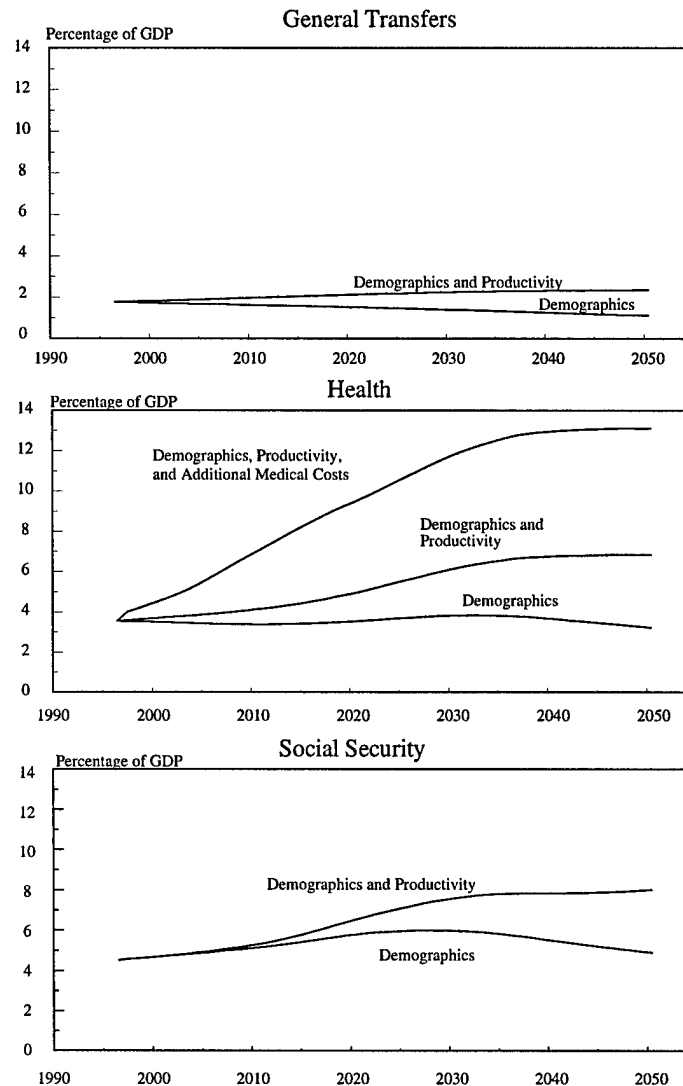 General Transfers
Percentage of GDP
14
12
10
8
6
4
Demographics and Productivity
2
Demographics
0
1990 2000 2010 2020 2030 2040 2050
Health
Percentage of GDP
14
12
Demographics, Productivity,
and Additional Medical Costs
10
8
Demographics and
Productivity
6
Demographics
4
2
0
1990 2000 2010 2020 2030 2040 2050
Social Security
Percentage of GDP
14
12
10
8
Demographics and Productivity
6
Demographics
4
2
0
1990 2000 2010 2020 2030 2040 2050